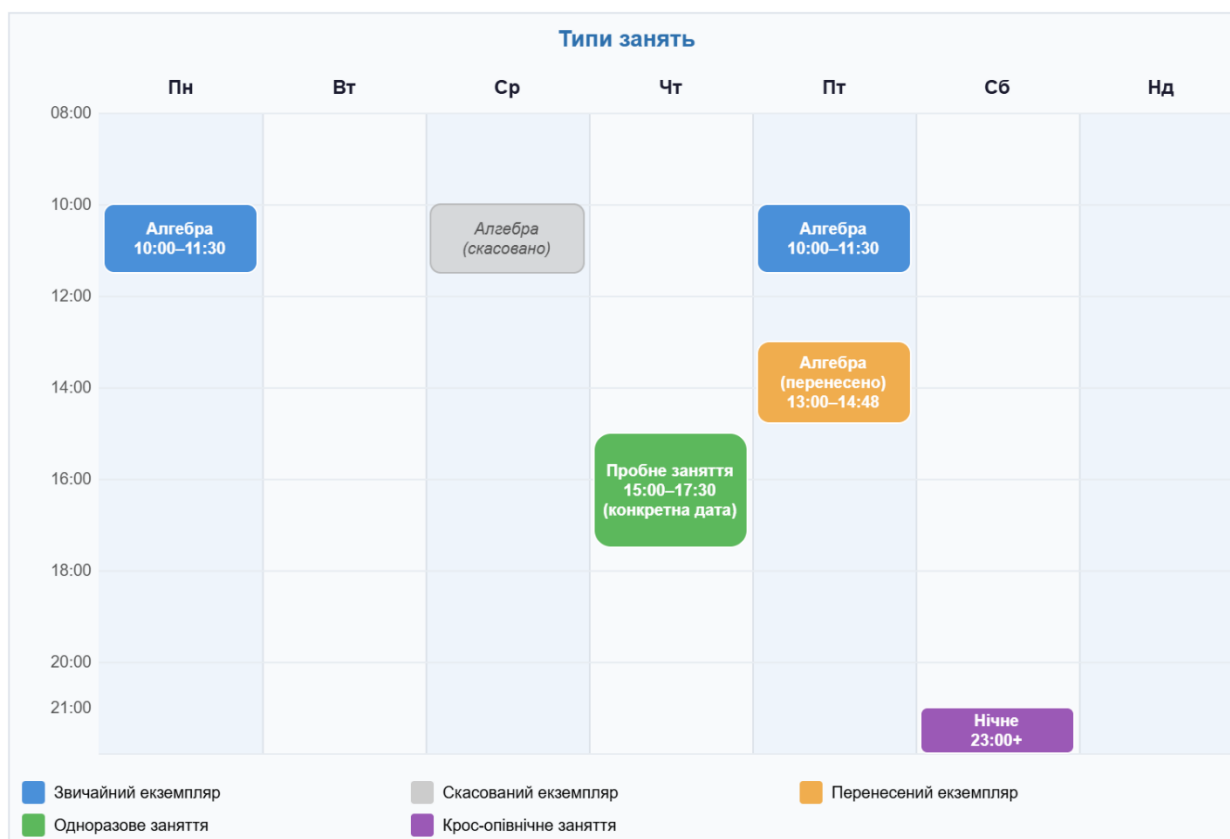 Типи занять
Пн Вт Ср Чт Пт Сб Нд
08:00
10:00
Алгебра
10:00–11:30
Алгебра
(скасовано)
Алгебра
10:00–11:30
12:00
Алгебра
(перенесено)
13:00–14:48
14:00
Пробне заняття
15:00–17:30
(конкретна дата)
16:00
18:00
20:00
21:00
Нічне
23:00+
Звичайний екземпляр
Скасований екземпляр
Перенесений екземпляр
Одноразове заняття
Крос-опівнічне заняття